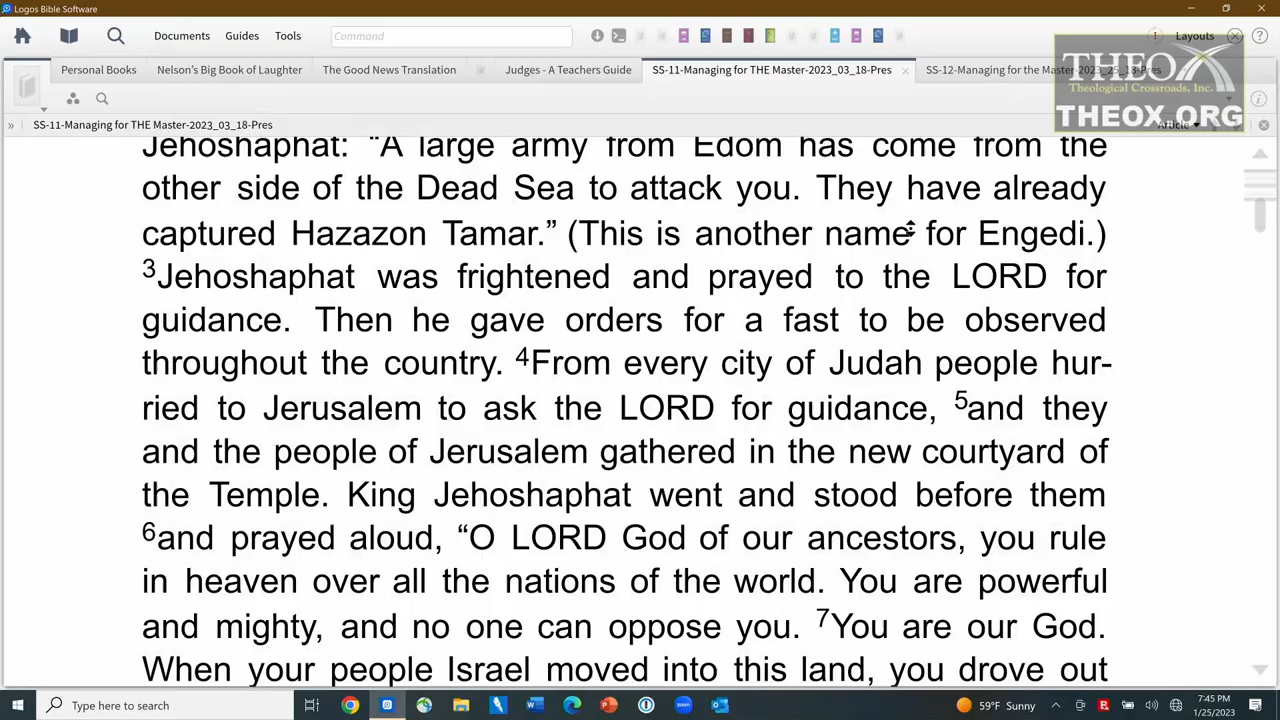 Logos Bible Software
Documents Guides Tools Command Layouts
Personal Books Nelson's Big Book of Laughter The Ga Judges - A Teachers Guide SS-11-Managing for THE Master-2023_03_18-Pres SS-12-Managing for the Master-2023_25_18-Pres
THEOX
Theological Crossroads, Inc.
THEOX.ORG
SS-11-Managing for THE Master-2023_03_18-Pres Article
Jehoshaphat: “A large army from Edom has come from the
other side of the Dead Sea to attack you. They have already
captured Hazazon Tamar.” (This is another name for Engedi.)
3Jehoshaphat was frightened and prayed to the LORD for
guidance. Then he gave orders for a fast to be observed
throughout the country. 4From every city of Judah people hur-
ried to Jerusalem to ask the LORD for guidance, 5and they
and the people of Jerusalem gathered in the new courtyard of
the Temple. King Jehoshaphat went and stood before them
6and prayed aloud, “O LORD God of our ancestors, you rule
in heaven over all the nations of the world. You are powerful
and mighty, and no one can oppose you. 7You are our God.
When your people Israel moved into this land, you drove out
Type here to search
59°F Sunny
7:45 PM
1/25/2023